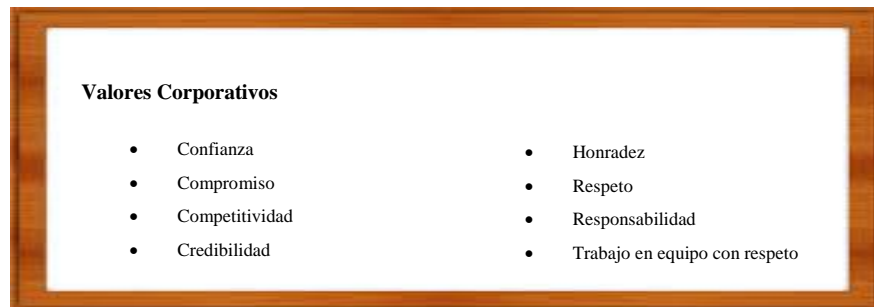 Valores Corporativos
• Confianza
• Compromiso
• Competitividad
• Credibilidad
• Honradez
• Respeto
• Responsabilidad
• Trabajo en equipo con respeto